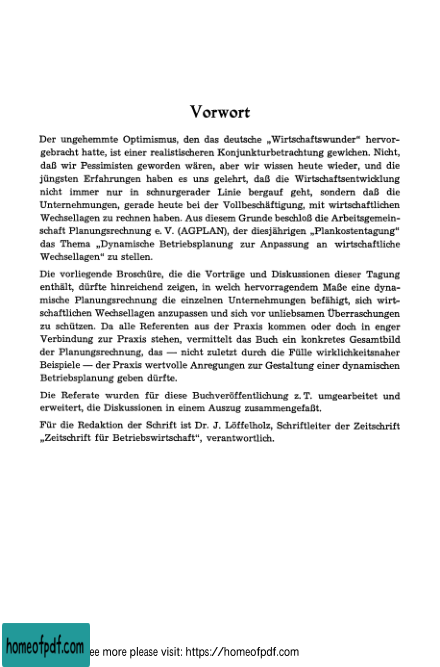 Vorwort
Der ungehemmte Optimismus, den das deutsche „Wirtschaftswunder“ hervor-
gebracht hatte, ist einer realistischeren Konjunkturbetrachtung gewichen. Nicht,
daß wir Pessimisten geworden wären, aber wir wissen heute wieder, und die
jüngsten Erfahrungen haben es uns gelehrt, daß die Wirtschaftsentwicklung
nicht immer nur in schnurgerader Linie bergauf geht, sondern daß die
Unternehmungen, gerade heute bei der Vollbeschäftigung, mit wirtschaftlichen
Wechsellagen zu rechnen haben. Aus diesem Grunde beschloß die Arbeitsgemein-
schaft Planungsrechnung e. V. (AGPLAN), der diesjährigen „Plankostentagung“
das Thema „Dynamische Betriebsplanung zur Anpassung an wirtschaftliche
Wechsellagen“ zu stellen.
Die vorliegende Broschüre, die die Vorträge und Diskussionen dieser Tagung
enthält, dürfte hinreichend zeigen, in welch hervorragendem Maße eine dyna-
mische Planungsrechnung die einzelnen Unternehmungen befähigt, sich wirt-
schaftlichen Wechsellagen anzupassen und sich vor unliebsamen Überraschungen
zu schützen. Da alle Referenten aus der Praxis kommen oder doch in enger
Verbindung zur Praxis stehen, vermittelt das Buch ein konkretes Gesamtbild
der Planungsrechnung, das — nicht zuletzt durch die Fülle wirklichkeitsnaher
Beispiele — der Praxis wertvolle Anregungen zur Gestaltung einer dynamischen
Betriebsplanung geben dürfte.
Die Referate wurden für diese Buchveröffentlichung z. T. umgearbeitet und
erweitert, die Diskussionen in einem Auszug zusammengefaßt.
Für die Redaktion der Schrift ist Dr. J. Löffelholz, Schriftleiter der Zeitschrift
„Zeitschrift für Betriebswirtschaft“, verantwortlich.
homeofpdf.com
ee more please visit: https://homeofpdf.com